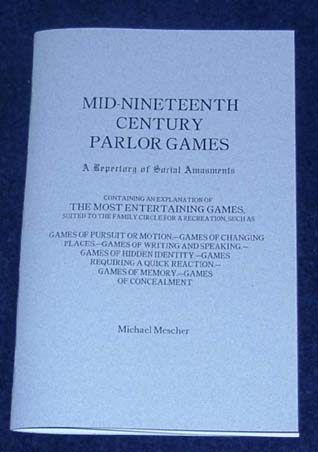 MID-NINETEENTH
CENTURY
PARLOR GAMES
A Repertory of Social Amusments
CONTAINING AN EXPLANATION OF
THE MOST ENTERTAINING GAMES,
SUITED TO THE FAMILY CIRCLE FOR A RECREATION, SUCH AS
GAMES OF PURSUIT OR MOTION,—GAMES OF CHANGING
PLACES,—GAMES OF WRITING AND SPEAKING,—
GAMES OF HIDDEN IDENTITY,—GAMES
REQUIRING A QUICK REACTION,—
GAMES OF MEMORY,—GAMES
OF CONCEALMENT
Michael Mescher